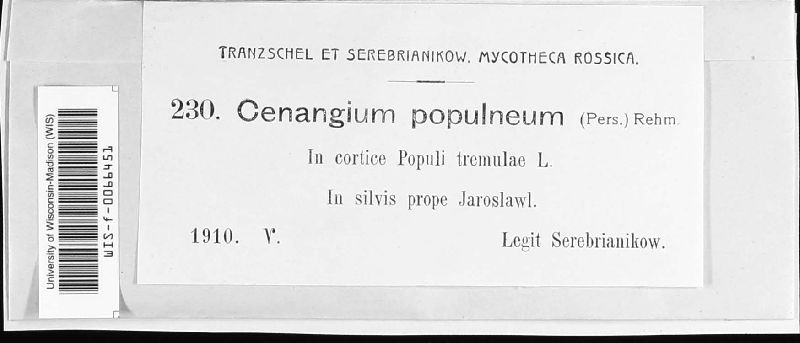 TRANZSCHEL ET SEREBRIANIKOW. MYCOTHECA ROSSICA.
230. Cenangium populneum (Pers.) Rehm.
In cortice Populi tremulae L.
In silvis prope Jaroslawl.
1910. V. Legit Serebrianikow.
University of Wisconsin-Madison (WIS)
WIS-f-0066451